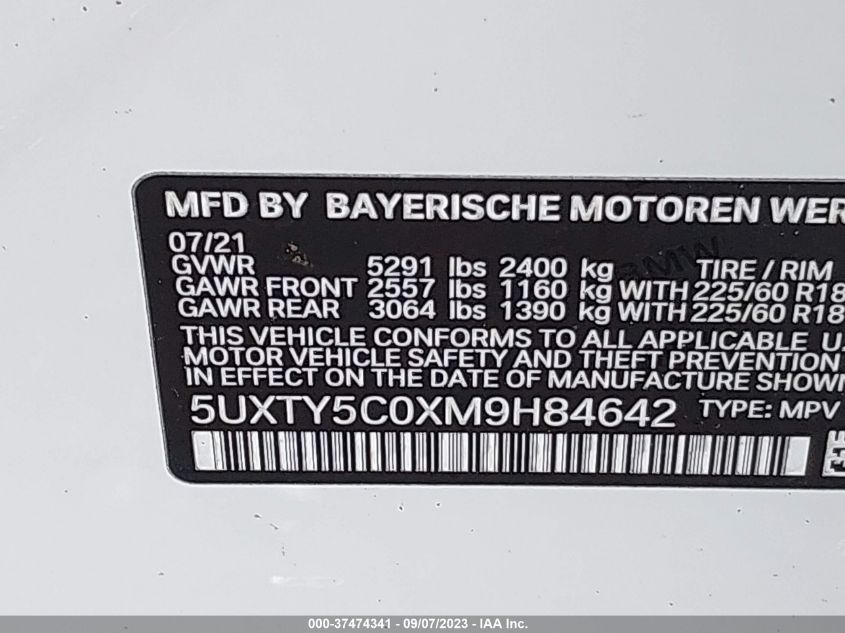 MFD BY BAYERISCHE MOTOREN WER
07/21
GVWR 5291 lbs 2400 kg TIRE / RIM
GAWR FRONT 2557 lbs 1160 kg WITH 225/60 R18
GAWR REAR 3064 lbs 1390 kg WITH 225/60 R18
THIS VEHICLE CONFORMS TO ALL APPLICABLE U.
MOTOR VEHICLE SAFETY AND THEFT PREVENTION
IN EFFECT ON THE DATE OF MANUFACTURE SHOWN
5UXTY5C0XM9H84642 TYPE: MPV
000-37474341 - 09/07/2023 - IAA Inc.